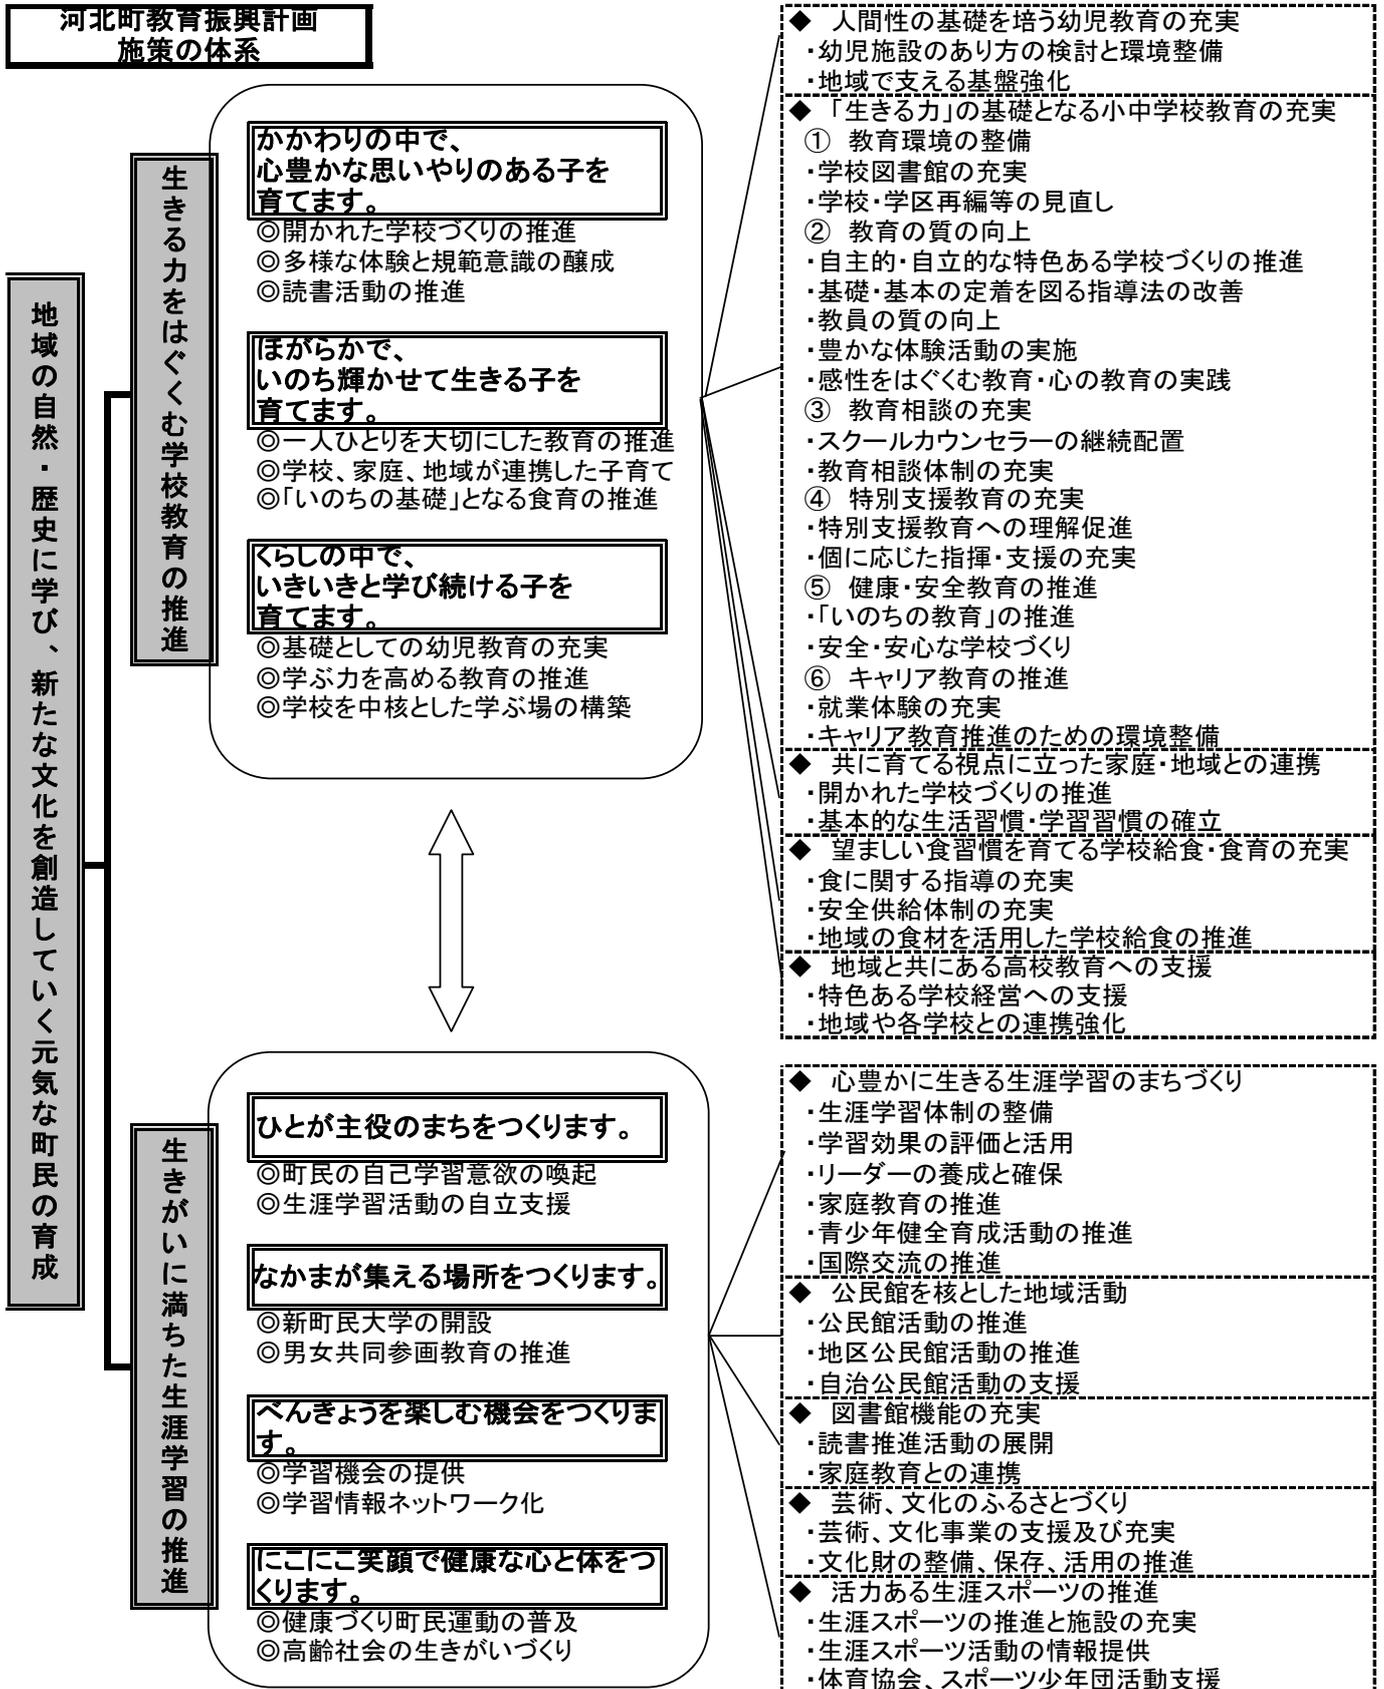 河北町教育振興計画
施策の体系
地域の自然・歴史に学び、新たな文化を創造していく元気な町民の育成
生きる力をはぐくむ学校教育の推進
かかわりの中で、
心豊かな思いやりのある子を
育てます。
◎開かれた学校づくりの推進
◎多様な体験と規範意識の醸成
◎読書活動の推進
ほがらかで、
いのち輝かせて生きる子を
育てます。
◎一人ひとりを大切にした教育の推進
◎学校、家庭、地域が連携した子育て
◎「いのちの基礎」となる食育の推進
くらしの中で、
いきいきと学び続ける子を
育てます。
◎基礎としての幼児教育の充実
◎学ぶ力を高める教育の推進
◎学校を中核とした学ぶ場の構築
◆ 人間性の基礎を培う幼児教育の充実
・幼児施設のあり方の検討と環境整備
・地域で支える基盤強化
◆ 「生きる力」の基礎となる小中学校教育の充実
① 教育環境の整備
・学校図書館の充実
・学校・学区再編等の見直し
② 教育の質の向上
・自主的・自立的な特色ある学校づくりの推進
・基礎・基本の定着を図る指導法の改善
・教員の質の向上
・豊かな体験活動の実施
・感性をはぐくむ教育・心の教育の実践
③ 教育相談の充実
・スクールカウンセラーの継続配置
・教育相談体制の充実
④ 特別支援教育の充実
・特別支援教育への理解促進
・個に応じた指揮・支援の充実
⑤ 健康・安全教育の推進
・「いのちの教育」の推進
・安全・安心な学校づくり
⑥ キャリア教育の推進
・就業体験の充実
・キャリア教育推進のための環境整備
◆ 共に育てる視点に立った家庭・地域との連携
・開かれた学校づくりの推進
・基本的な生活習慣・学習習慣の確立
◆ 望ましい食習慣を育てる学校給食・食育の充実
・食に関する指導の充実
・安全供給体制の充実
・地域の食材を活用した学校給食の推進
◆ 地域と共にある高校教育への支援
・特色ある学校経営への支援
・地域や各学校との連携強化
生きがいに満ちた生涯学習の推進
ひとが主役のまちをつくります。
◎町民の自己学習意欲の喚起
◎生涯学習活動の自立支援
なかまが集える場所をつくります。
◎新町民大学の開設
◎男女共同参画教育の推進
べんきょうを楽しむ機会をつくりま
す。
◎学習機会の提供
◎学習情報ネットワーク化
にこにこ笑顔で健康な心と体をつ
くります。
◎健康づくり町民運動の普及
◎高齢社会の生きがいづくり
◆ 心豊かに生きる生涯学習のまちづくり
・生涯学習体制の整備
・学習効果の評価と活用
・リーダーの養成と確保
・家庭教育の推進
・青少年健全育成活動の推進
・国際交流の推進
◆ 公民館を核とした地域活動
・公民館活動の推進
・地区公民館活動の推進
・自治公民館活動の支援
◆ 図書館機能の充実
・読書推進活動の展開
・家庭教育との連携
◆ 芸術、文化のふるさとづくり
・芸術、文化事業の支援及び充実
・文化財の整備、保存、活用の推進
◆ 活力ある生涯スポーツの推進
・生涯スポーツの推進と施設の充実
・生涯スポーツ活動の情報提供
・体育協会、スポーツ少年団活動支援